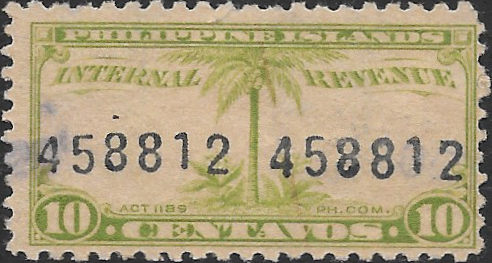 PHILIPPINE ISLANDS
INTERNAL REVENUE
458812 458812
ACT 1189 PH. COM.
10 CENTAVOS 10